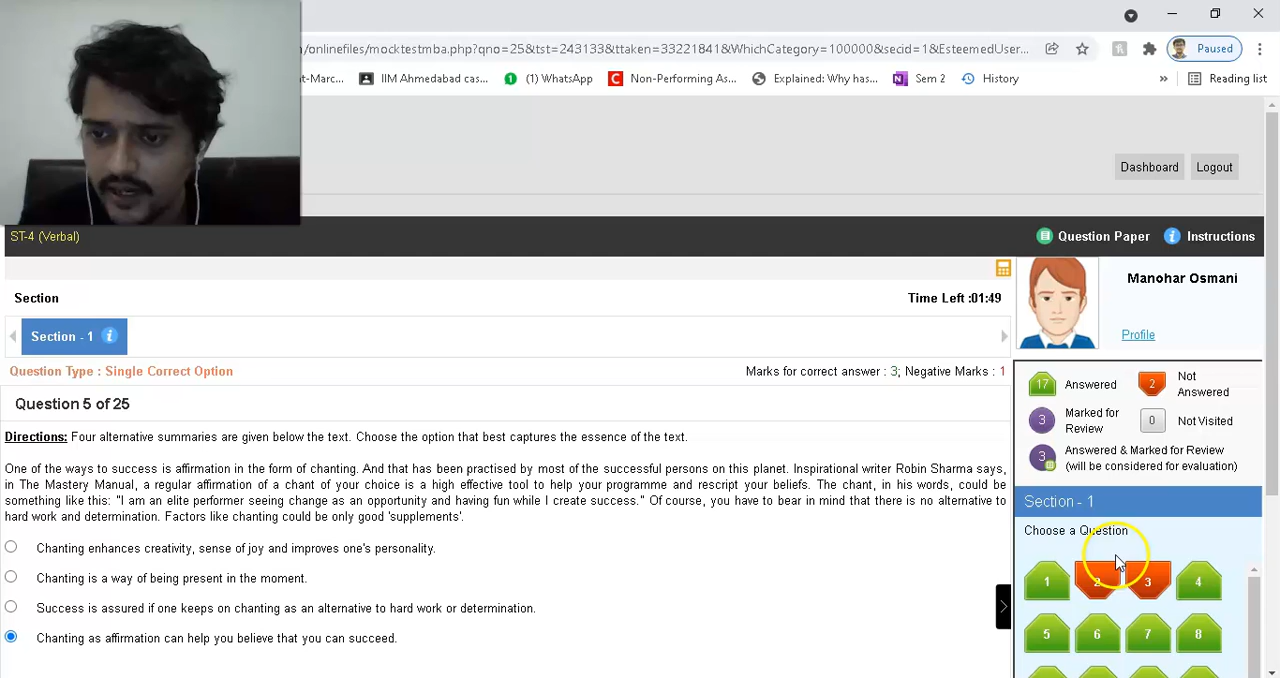 /onlinefiles/mocktestmba.php?no=25&tst=243133&ttaken=33221841&WhichCategory=100000&secid=1&EsteemedUser...
Paused
t-Marc...
IIM Ahmedabad cas...
(1) WhatsApp
Non-Performing As...
Explained: Why has...
Sem 2
History
»
Reading list
Dashboard
Logout
ST-4 (Verbal)
Question Paper
Instructions
Section
Time Left :01:49
Manohar Osmani
Profile
Section - 1
Question Type : Single Correct Option
Marks for correct answer : 3; Negative Marks : 1
17 Answered
2 Not Answered
3 Marked for Review
0 Not Visited
3 Answered & Marked for Review (will be considered for evaluation)
Question 5 of 25
Directions: Four alternative summaries are given below the text. Choose the option that best captures the essence of the text.
One of the ways to success is affirmation in the form of chanting. And that has been practised by most of the successful persons on this planet. Inspirational writer Robin Sharma says,
in The Mastery Manual, a regular affirmation of a chant of your choice is a high effective tool to help your programme and rescript your beliefs. The chant, in his words, could be
something like this: "I am an elite performer seeing change as an opportunity and having fun while I create success." Of course, you have to bear in mind that there is no alternative to
hard work and determination. Factors like chanting could be only good 'supplements'.
Chanting enhances creativity, sense of joy and improves one's personality.
Chanting is a way of being present in the moment.
Success is assured if one keeps on chanting as an alternative to hard work or determination.
Chanting as affirmation can help you believe that you can succeed.
Section - 1
Choose a Question
1 2 3 4
5 6 7 8